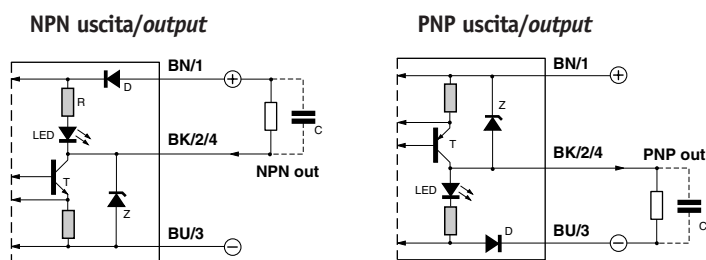 NPN uscita/output
BN/1
D
R
LED
C
BK/2/4
NPN out
T
Z
BU/3
PNP uscita/output
BN/1
Z
T
BK/2/4
PNP out
LED
D
C
BU/3